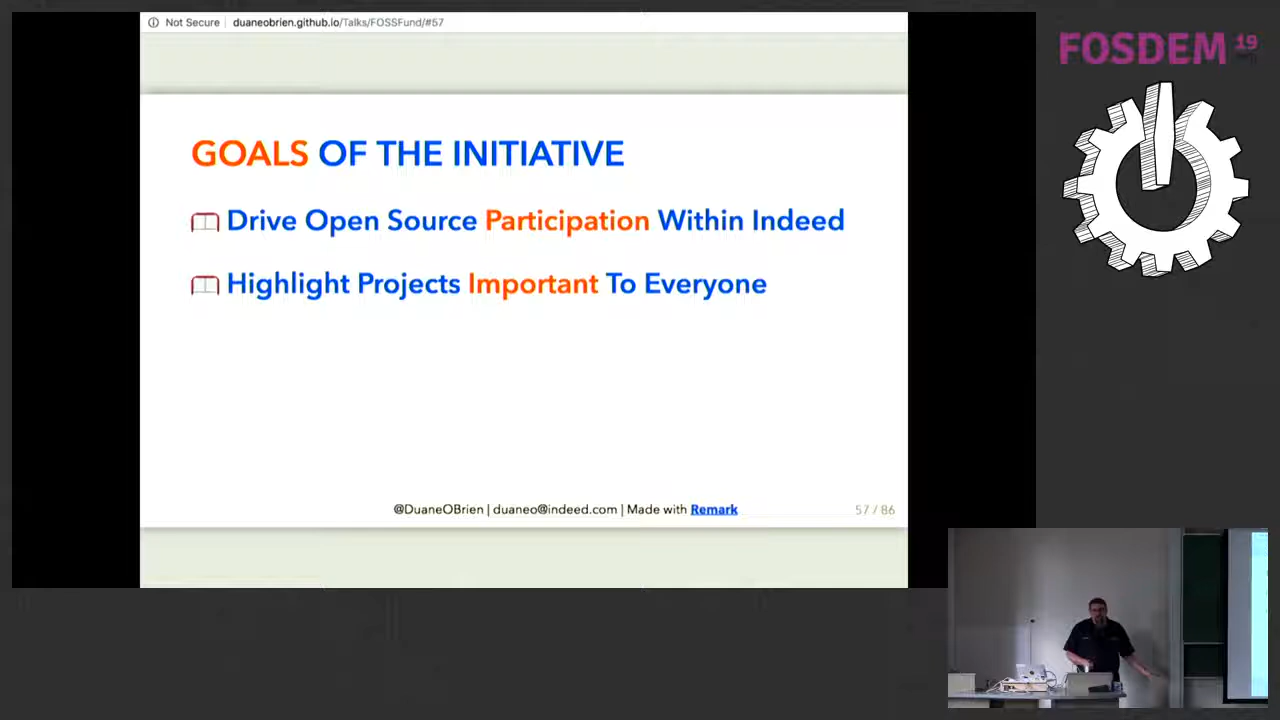 Not Secure duaneobrien.github.io/Talks/FOSSFund/#57
FOSDEM 19
GOALS OF THE INITIATIVE
Drive Open Source Participation Within Indeed
Highlight Projects Important To Everyone
@DuaneOBrien | duaneo@indeed.com | Made with Remark
57 / 86